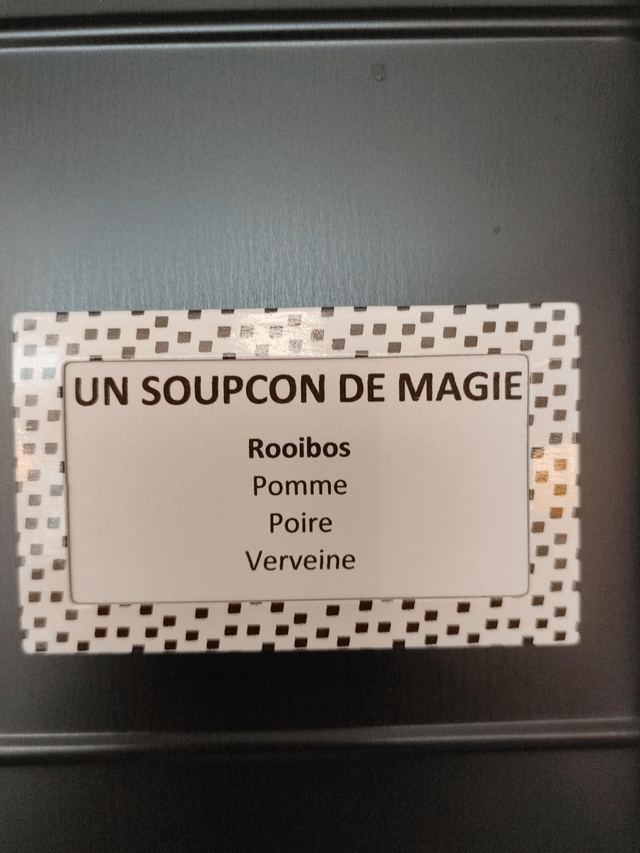 UN SOUPCON DE MAGIE
Rooibos
Pomme
Poire
Verveine